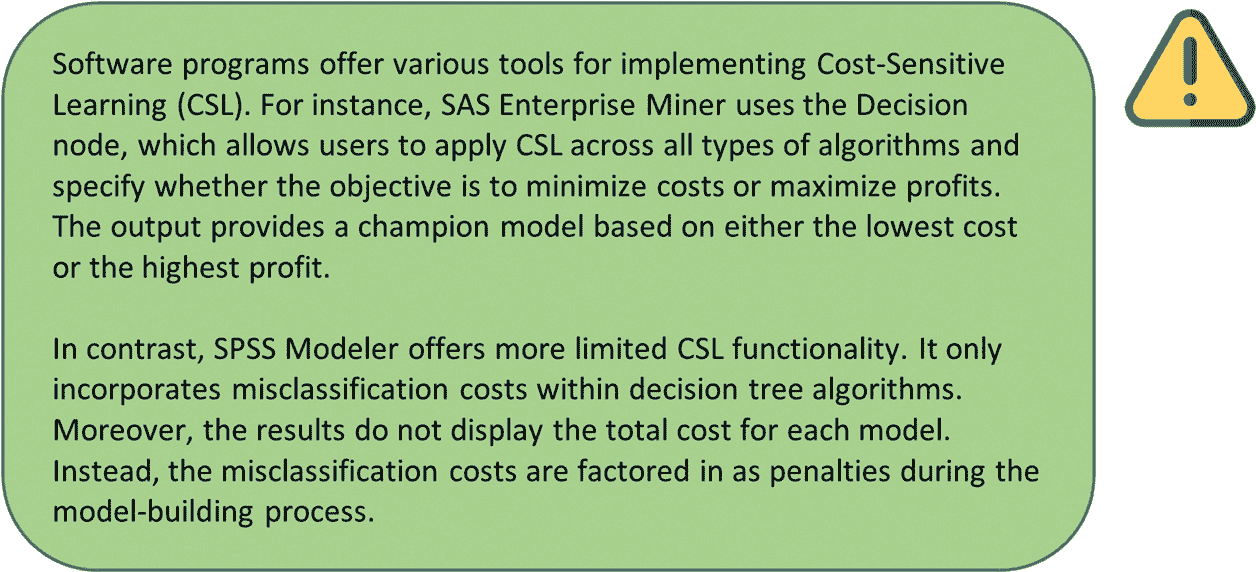 Software programs offer various tools for implementing Cost-Sensitive
Learning (CSL). For instance, SAS Enterprise Miner uses the Decision
node, which allows users to apply CSL across all types of algorithms and
specify whether the objective is to minimize costs or maximize profits.
The output provides a champion model based on either the lowest cost
or the highest profit.
In contrast, SPSS Modeler offers more limited CSL functionality. It only
incorporates misclassification costs within decision tree algorithms.
Moreover, the results do not display the total cost for each model.
Instead, the misclassification costs are factored in as penalties during the
model-building process.